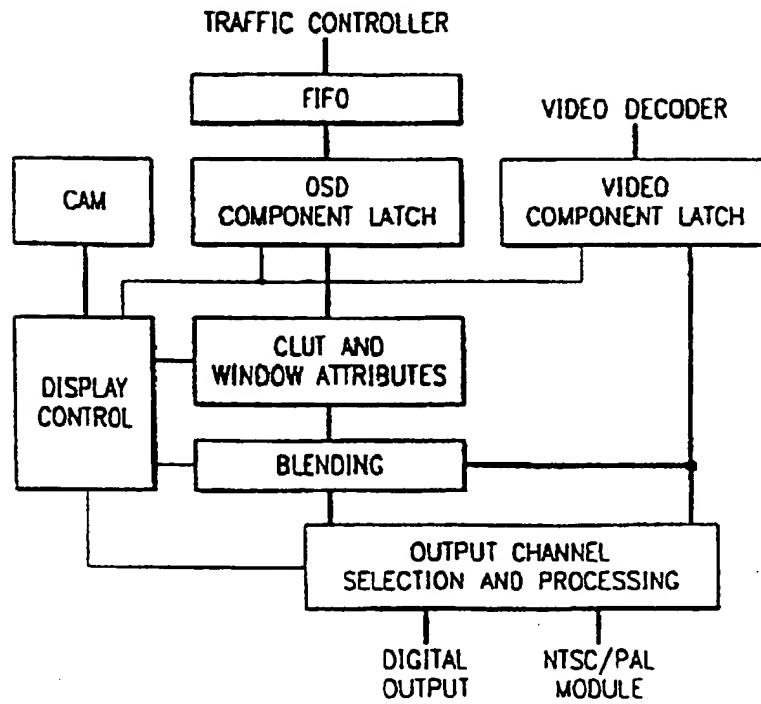 TRAFFIC CONTROLLER
FIFO
VIDEO DECODER
CAM
OSD
COMPONENT LATCH
VIDEO
COMPONENT LATCH
CLUT AND
WINDOW ATTRIBUTES
DISPLAY
CONTROL
BLENDING
OUTPUT CHANNEL
SELECTION AND PROCESSING
DIGITAL
OUTPUT
NTSC/PAL
MODULE